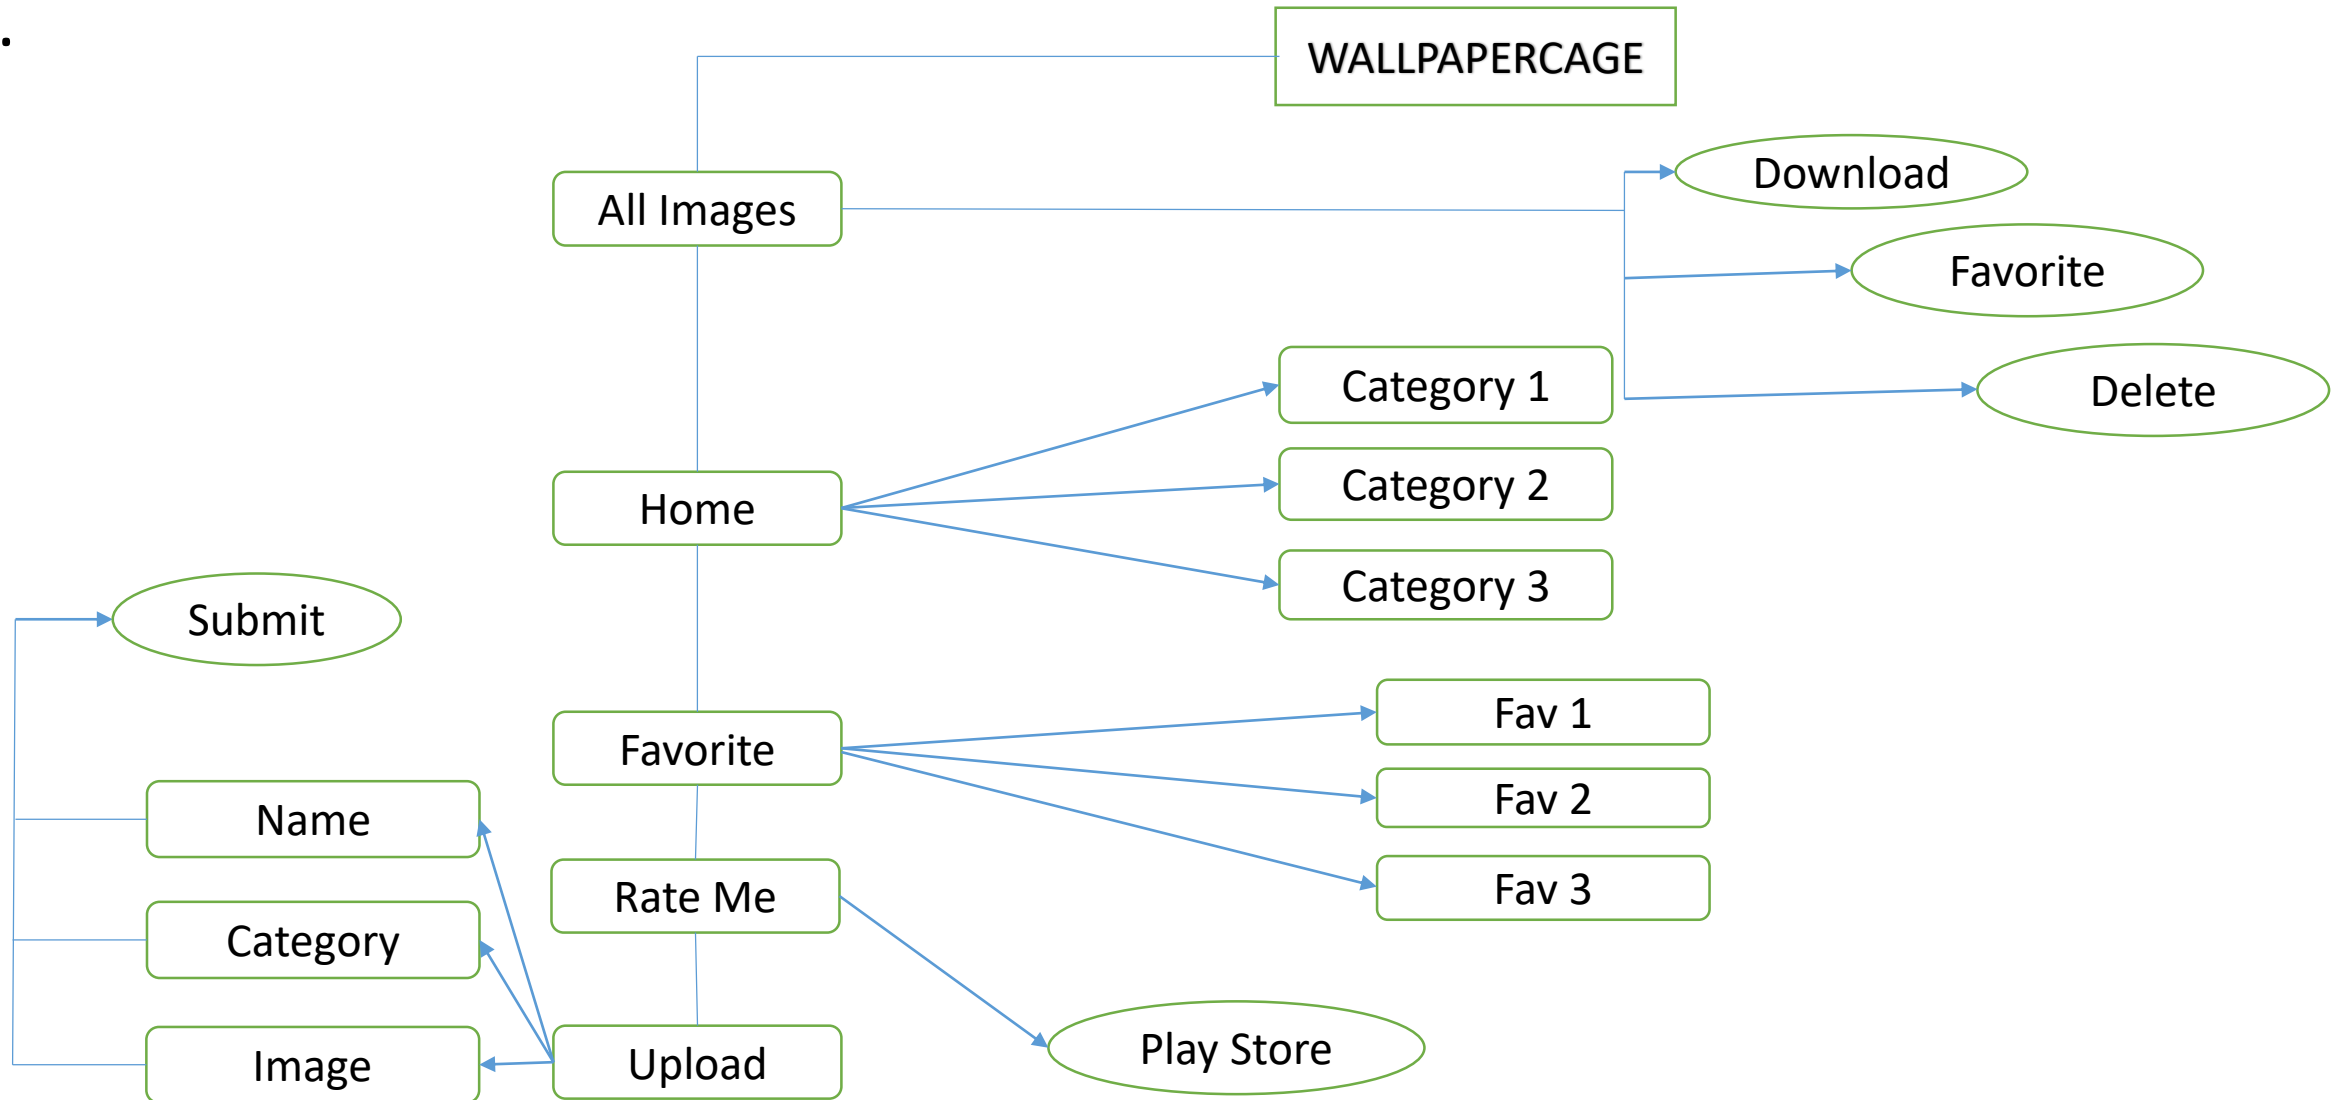 .
WALLPAPERCAGE
Download
All Images
Favorite
Category 1
Delete
Category 2
Home
Category 3
Submit
Fav 1
Favorite
Fav 2
Name
Fav 3
Rate Me
Category
Play Store
Upload
Image